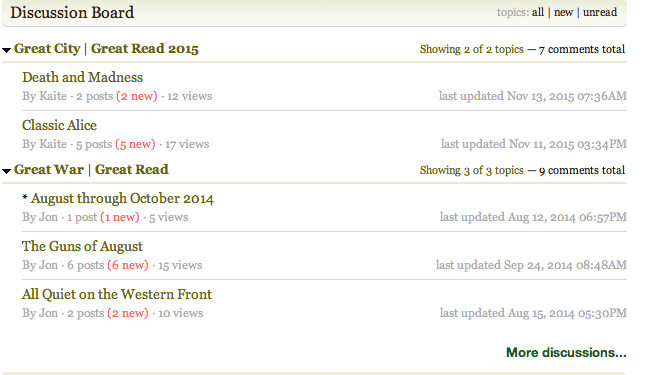 Discussion Board topics: all | new | unread
Great City | Great Read 2015 Showing 2 of 2 topics — 7 comments total
Death and Madness
By Kaite · 2 posts (2 new) · 12 views last updated Nov 13, 2015 07:36AM
Classic Alice
By Kaite · 5 posts (5 new) · 17 views last updated Nov 11, 2015 03:34PM
Great War | Great Read Showing 3 of 3 topics — 9 comments total
* August through October 2014
By Jon · 1 post (1 new) · 5 views last updated Aug 12, 2014 06:57PM
The Guns of August
By Jon · 6 posts (6 new) · 15 views last updated Sep 24, 2014 08:48AM
All Quiet on the Western Front
By Jon · 2 posts (2 new) · 10 views last updated Aug 15, 2014 05:30PM
More discussions...